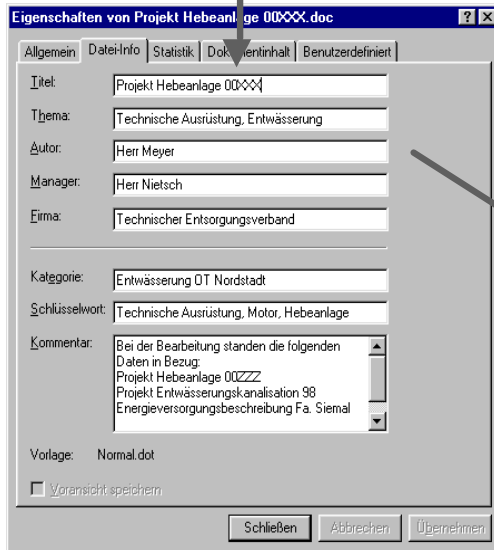 Eigenschaften von Projekt Hebeanlage 00XXX.doc
Allgemein Datei-Info Statistik Dokumentinhalt Benutzerdefiniert
Titel: Projekt Hebeanlage 00XXX
Thema: Technische Ausrüstung, Entwässerung
Autor: Herr Meyer
Manager: Herr Nietsch
Firma: Technischer Entsorgungsverband
Kategorie: Entwässerung OT Nordstadt
Schlüsselwort: Technische Ausrüstung, Motor, Hebeanlage
Kommentar: Bei der Bearbeitung standen die folgenden
Daten in Bezug:
Projekt Hebeanlage 00ZZZ
Projekt Entwässerungskanalisation 98
Energieversorgungsbeschreibung Fa. Siemal
Vorlage: Normal.dot
Voransicht speichern
Schließen Abbrechen Übernehmen